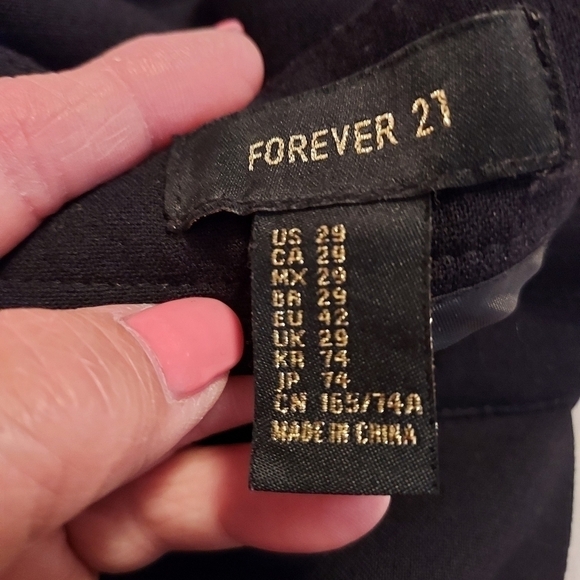 FOREVER 21
US 29
CA 29
MX 29
BR 29
EU 42
UK 29
KR 74
JP 74
CN 165/74A
MADE IN CHINA